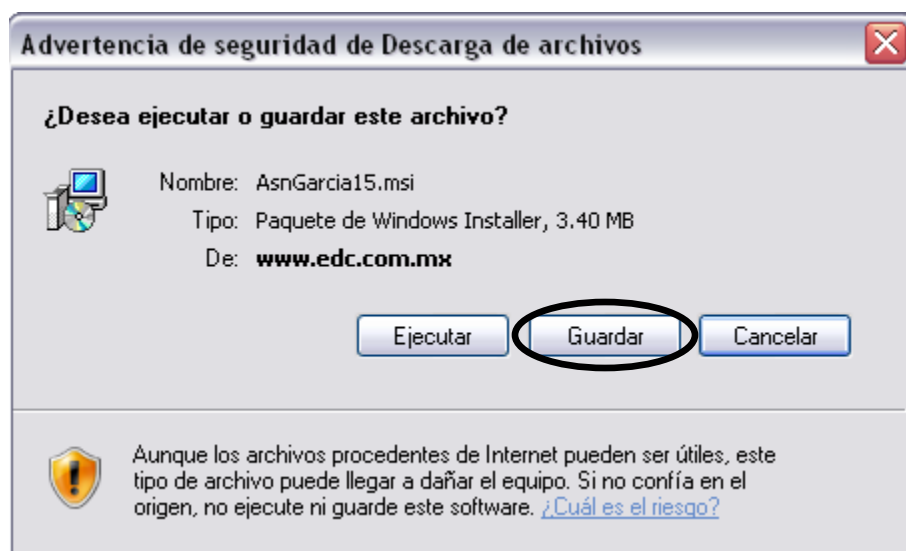 Advertencia de seguridad de Descarga de archivos
¿Desea ejecutar o guardar este archivo?
Nombre: AsnGarcia15.msi
Tipo: Paquete de Windows Installer, 3.40 MB
De: www.edc.com.mx
Ejecutar Guardar Cancelar
Aunque los archivos procedentes de Internet pueden ser útiles, este
tipo de archivo puede llegar a dañar el equipo. Si no confía en el
origen, no ejecute ni guarde este software. ¿Cuál es el riesgo?